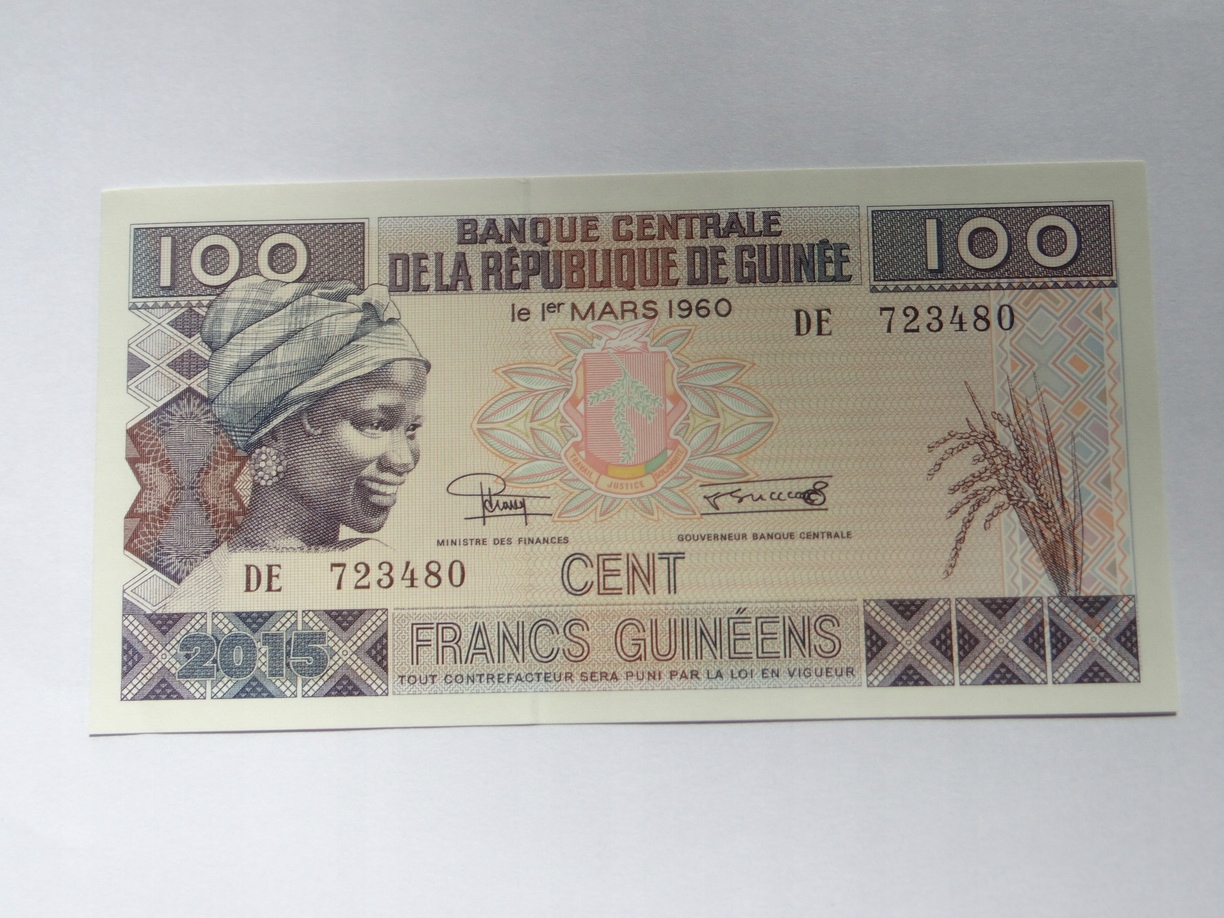 100
BANQUE CENTRALE
DE LA RÉPUBLIQUE DE GUINÉE
100
le 1er MARS 1960
DE 723480
JUSTICE
MINISTRE DES FINANCES
GOUVERNEUR BANQUE CENTRALE
DE 723480
CENT
2015
FRANCS GUINÉENS
TOUT CONTREFACTEUR SERA PUNI PAR LA LOI EN VIGUEUR